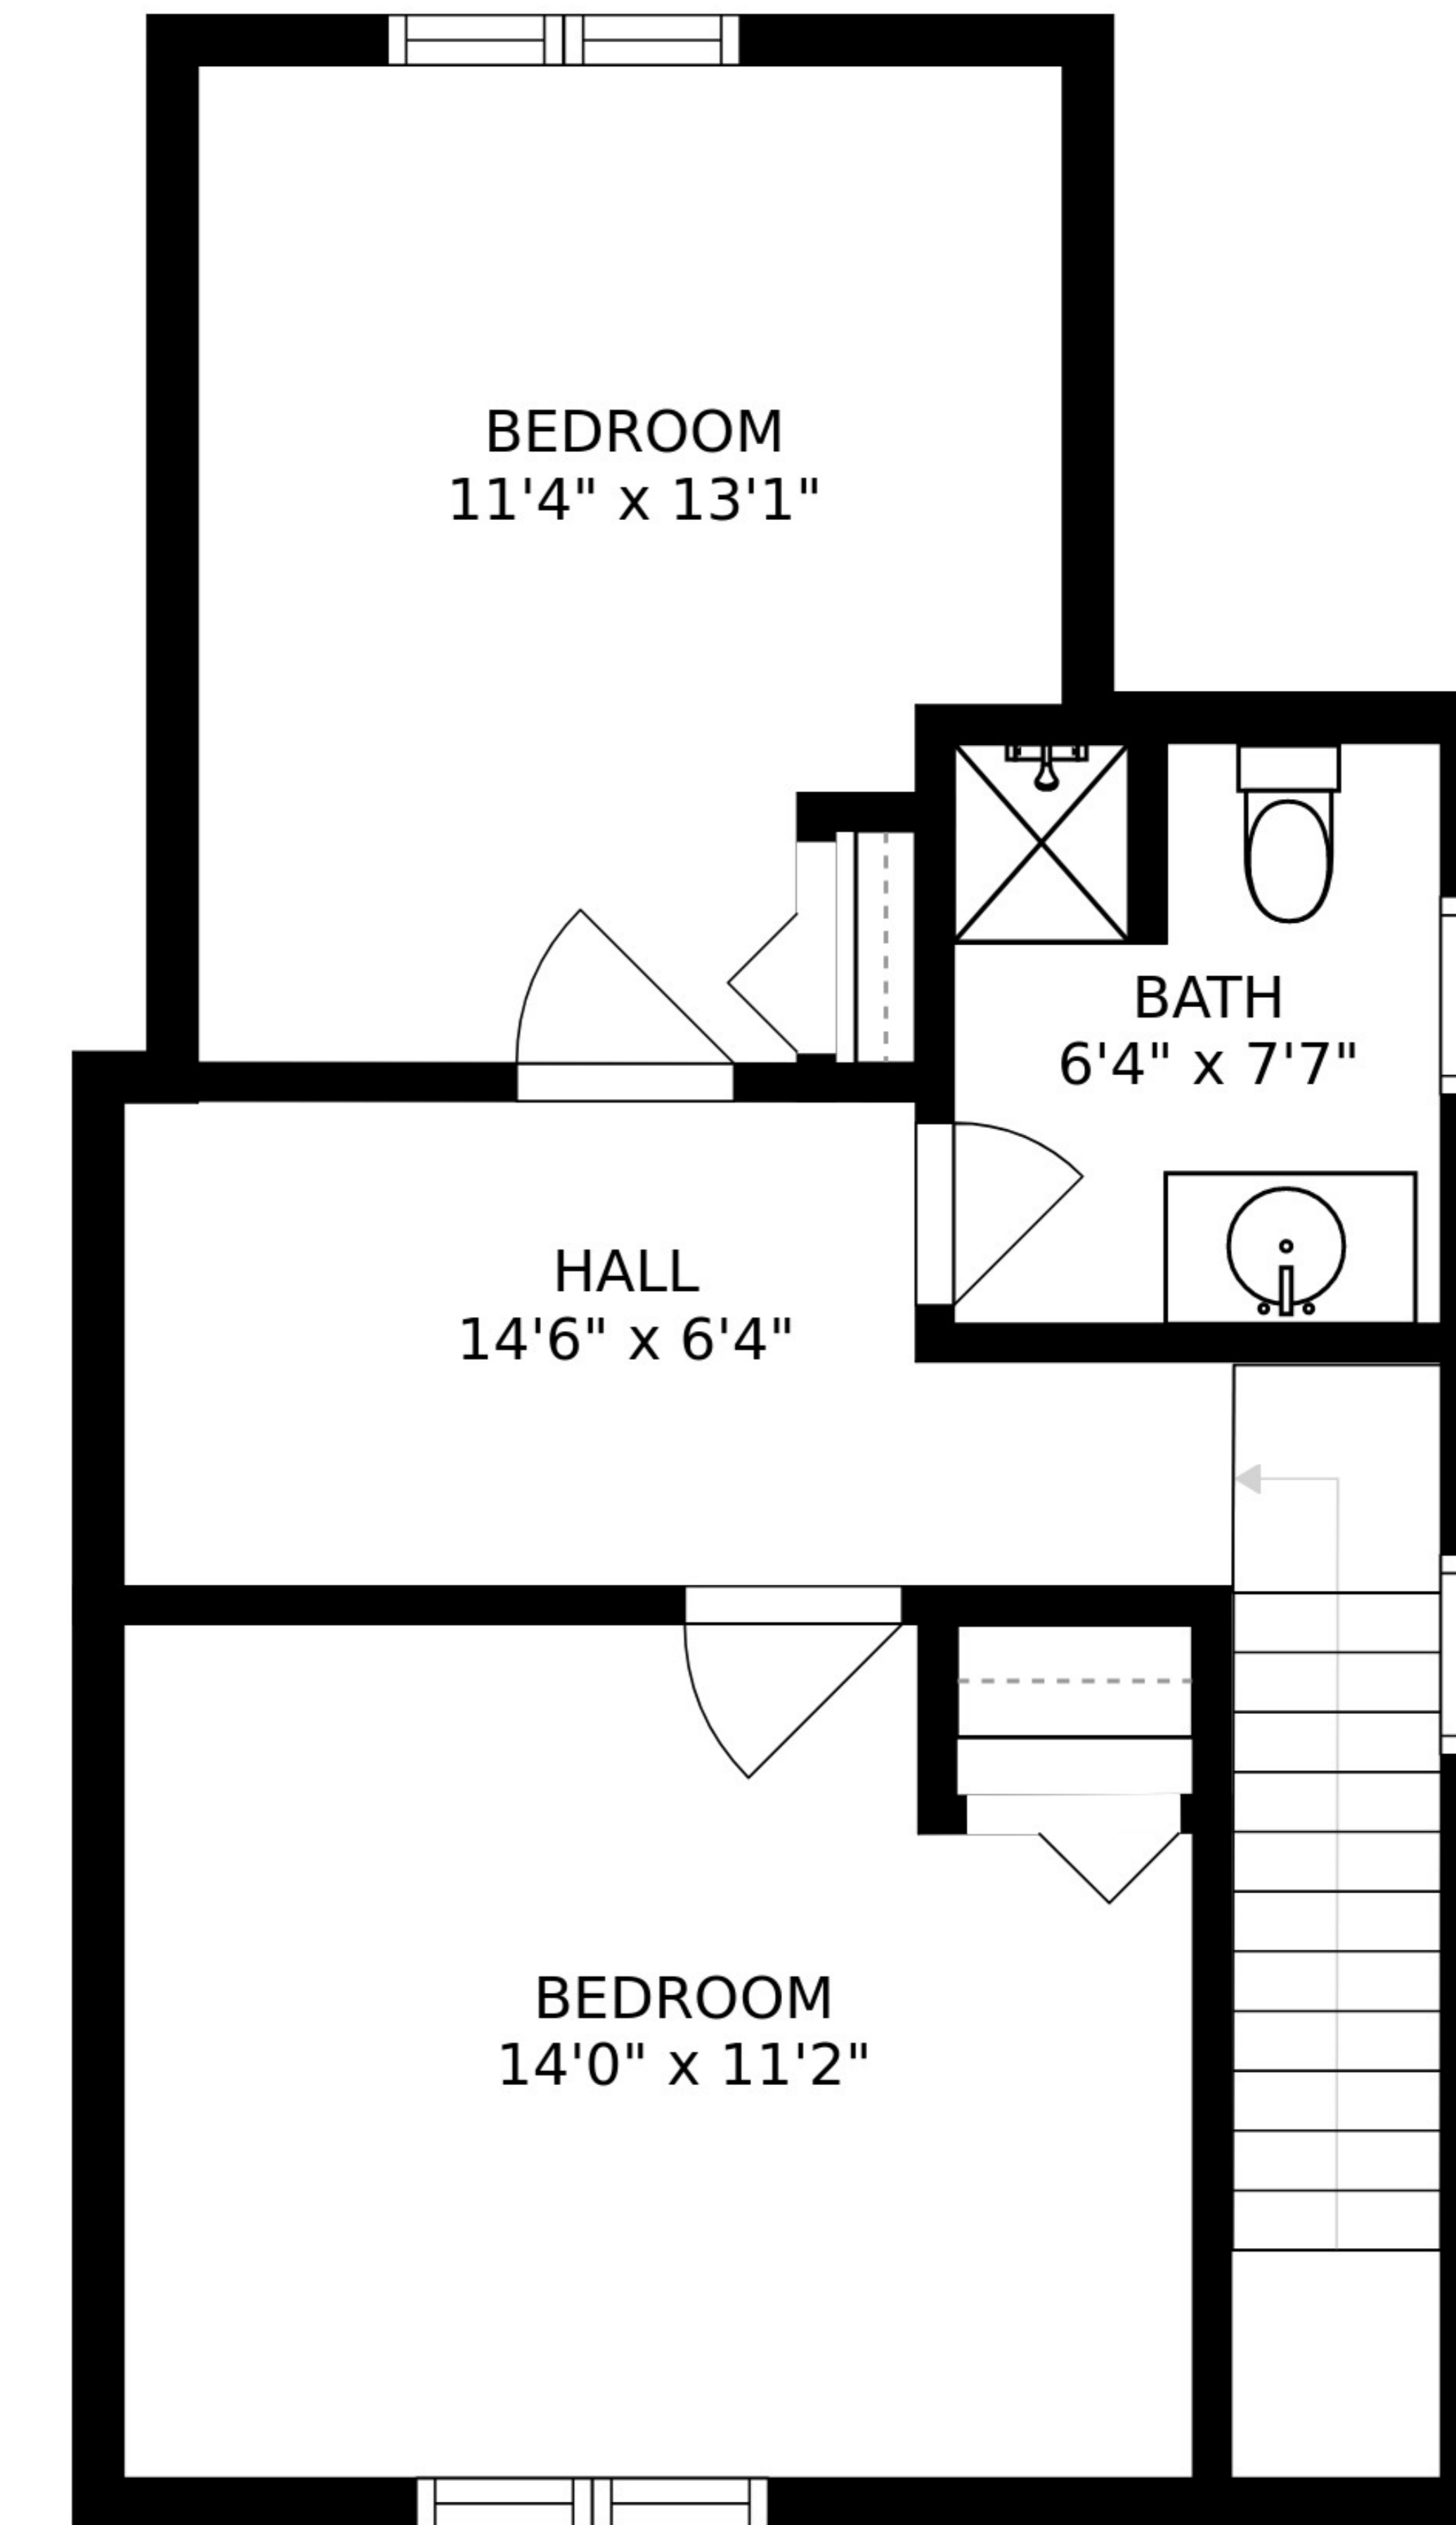 BEDROOM
11'4" x 13'1"
BATH
6'4" x 7'7"
HALL
14'6" x 6'4"
BEDROOM
14'0" x 11'2"